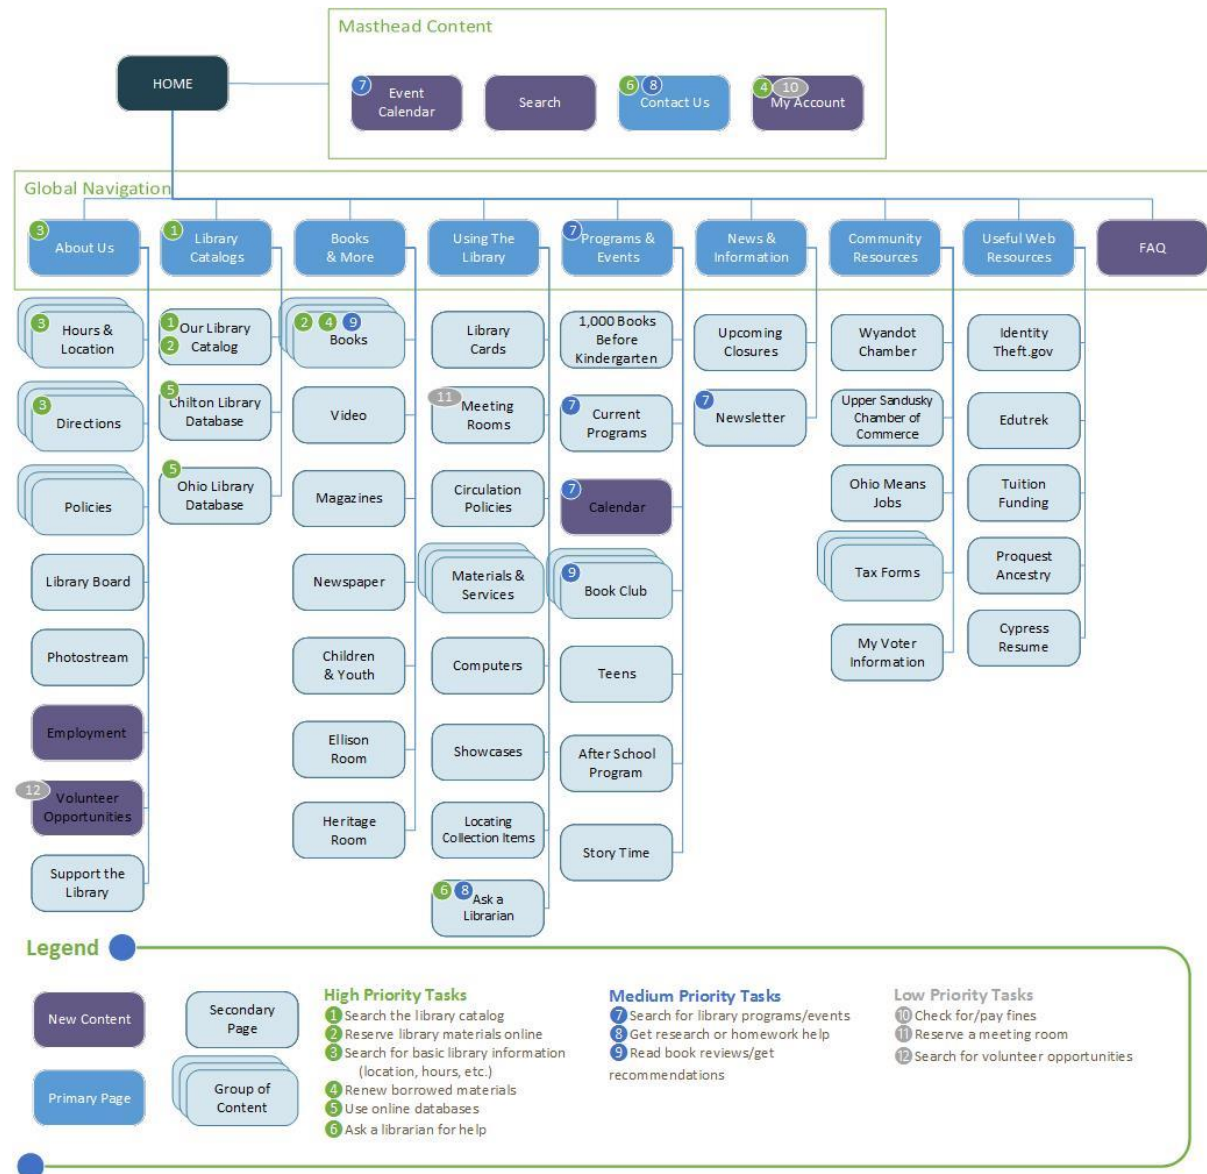 Masthead Content
HOME
7
Event
Calendar
Search
6 8
Contact Us
4 10
My Account
Global Navigation
3
About Us
1
Library
Catalogs
Books
& More
Using The
Library
7
Programs &
Events
News &
Information
Community
Resources
Useful Web
Resources
FAQ
3
Hours &
Location
3
Directions
Policies
Library Board
Photostream
Employment
12
Volunteer
Opportunities
Support the
Library
1
2
Our Library
Catalog
5
Chilton Library
Database
5
Ohio Library
Database
2 4 9
Books
Video
Magazines
Newspaper
Children
& Youth
Ellison
Room
Heritage
Room
Library
Cards
11
Meeting
Rooms
Circulation
Policies
Materials &
Services
Computers
Showcases
Locating
Collection Items
6 8
Ask a
Librarian
1,000 Books
Before
Kindergarten
7
Current
Programs
7
Calendar
9
Book Club
Teens
After School
Program
Story Time
Upcoming
Closures
7
Newsletter
Wyandot
Chamber
Upper Sandusky
Chamber of
Commerce
Ohio Means
Jobs
Tax Forms
My Voter
Information
Identity
Theft.gov
Edutrek
Tuition
Funding
Proquest
Ancestry
Cypress
Resume
Legend
New Content
Primary Page
Secondary
Page
Group of
Content
High Priority Tasks
1 Search the library catalog
2 Reserve library materials online
3 Search for basic library information
(location, hours, etc.)
4 Renew borrowed materials
5 Use online databases
6 Ask a librarian for help
Medium Priority Tasks
7 Search for library programs/events
8 Get research or homework help
9 Read book reviews/get
recommendations
Low Priority Tasks
10 Check for/pay fines
11 Reserve a meeting room
12 Search for volunteer opportunities